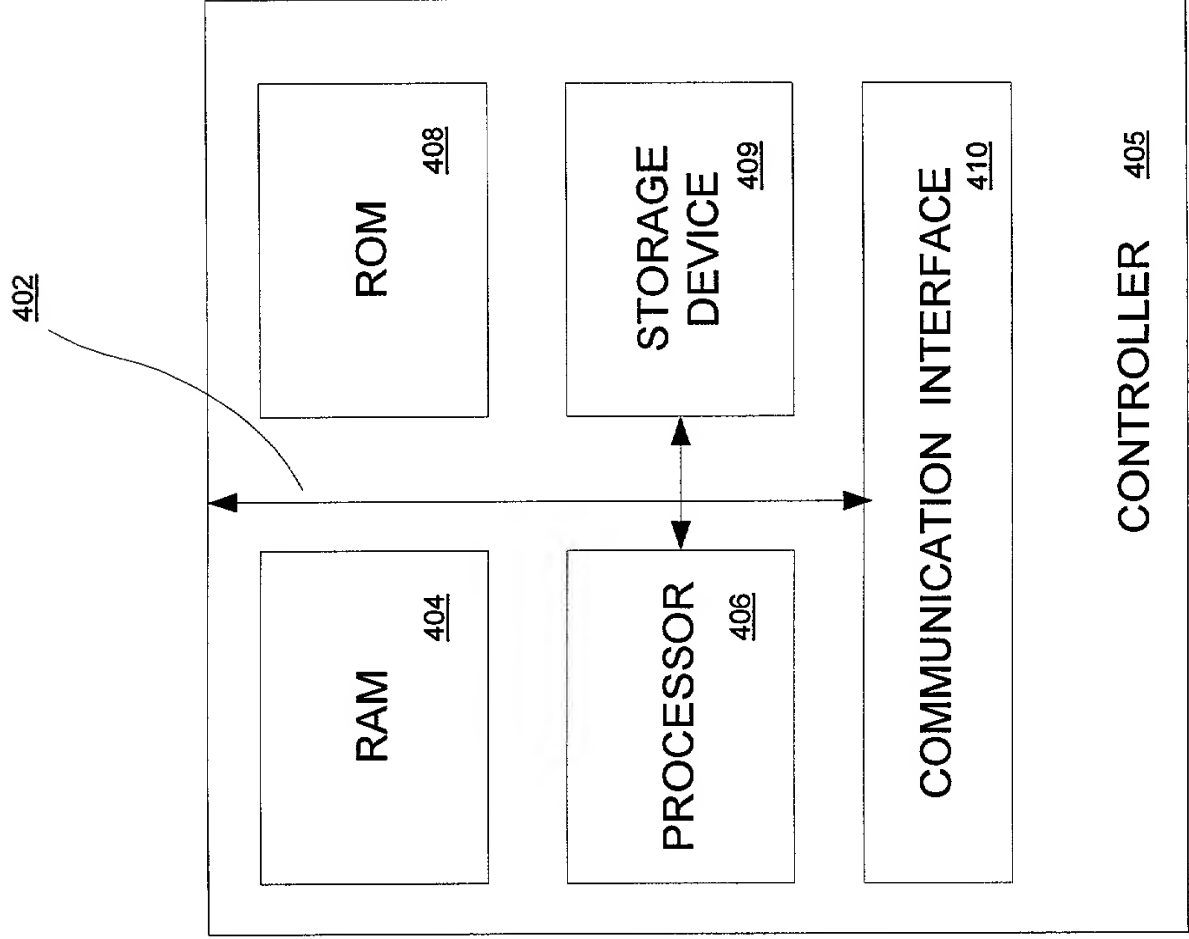 402
RAM
404
ROM
408
PROCESSOR
406
STORAGE
DEVICE
409
COMMUNICATION INTERFACE
410
CONTROLLER
405